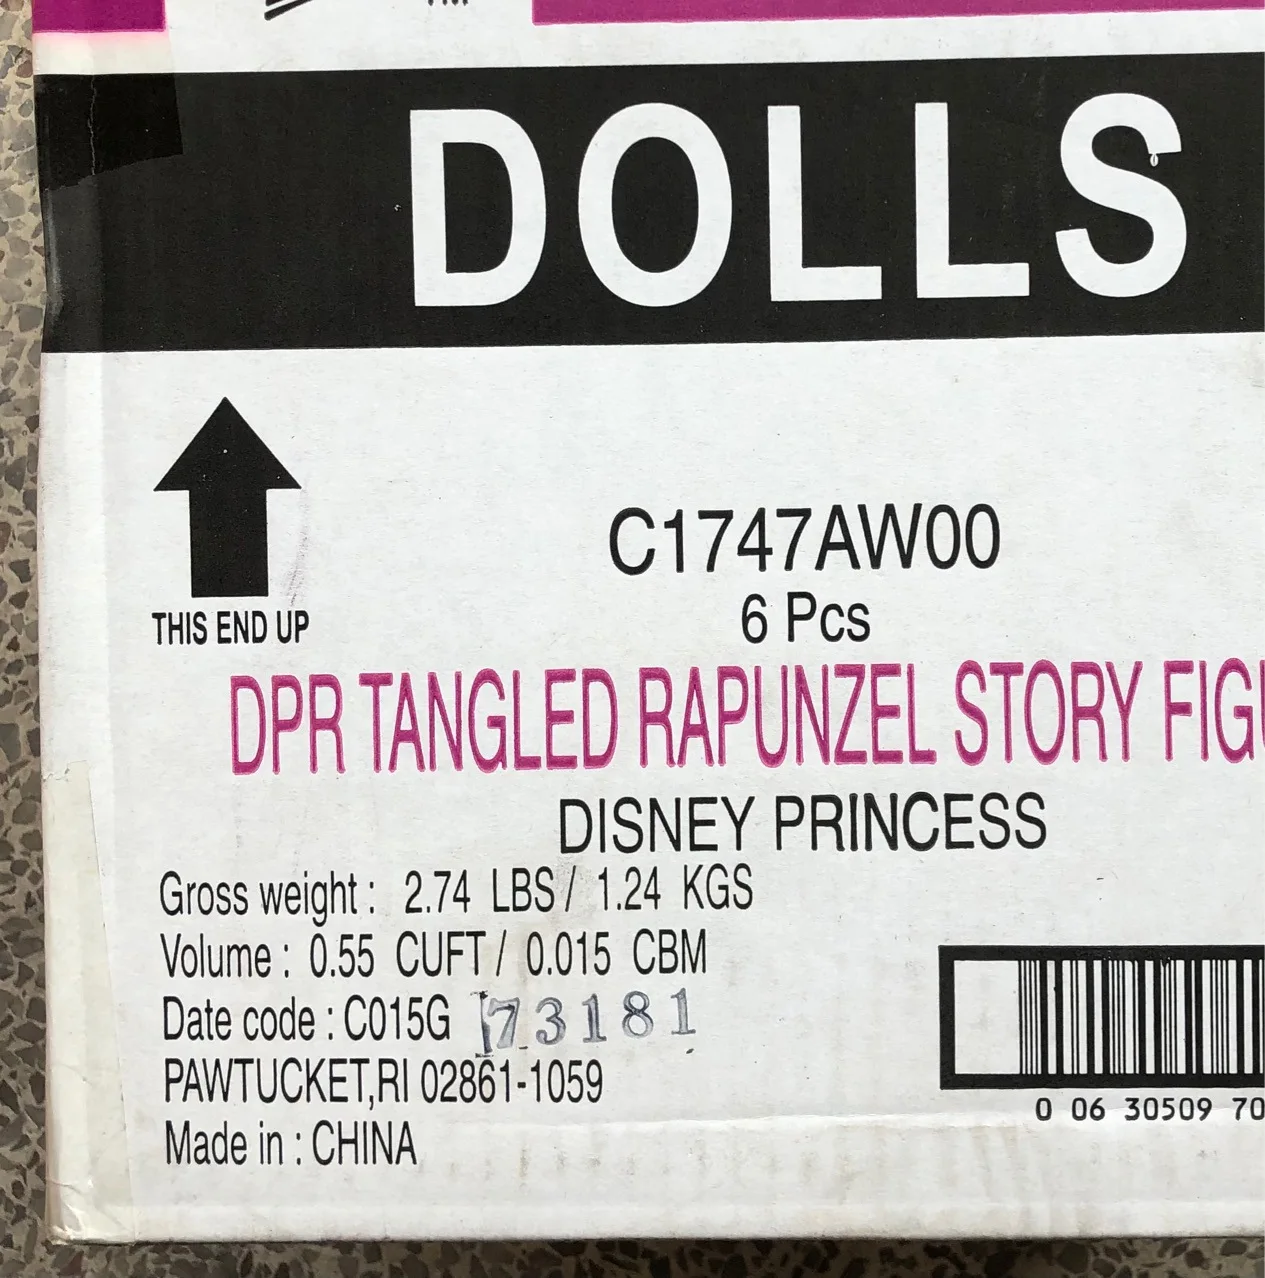 DOLLS
C1747AW00
6 Pcs
THIS END UP
DPR TANGLED RAPUNZEL STORY FIGU
DISNEY PRINCESS
Gross weight : 2.74 LBS / 1.24 KGS
Volume : 0.55 CUFT / 0.015 CBM
Date code : C015G 73181
PAWTUCKET,RI 02861-1059
Made in : CHINA
0 06 30509 70